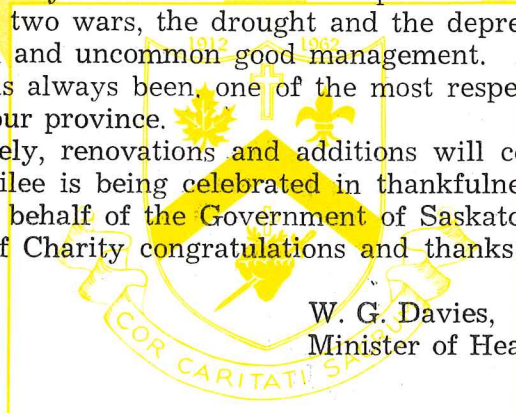 two wars, the drought and the depre
and uncommon good management.
s always been, one of the most respe
our province.
ely, renovations and additions will c
ilee is being celebrated in thankfulne
behalf of the Government of Saskatc
f Charity congratulations and thanks
W. G. Davies,
Minister of Hea
1912 1962
COR CARITATI